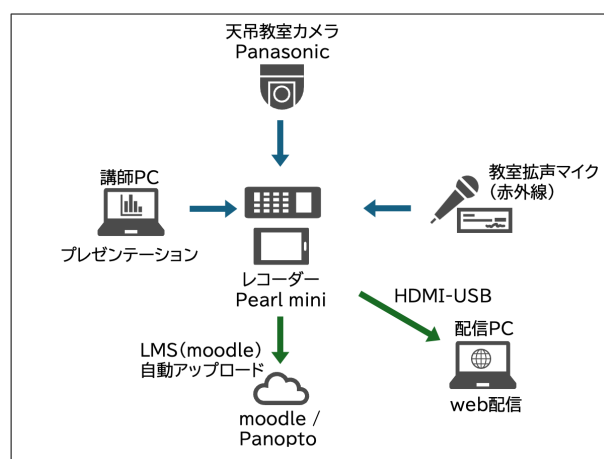 天吊教室カメラ
Panasonic
講師PC
プレゼンテーション
教室拡声マイク
（赤外線）
レコーダー
Pearl mini
HDMI-USB
LMS（moodle）
自動アップロード
配信PC
web配信
moodle /
Panopto